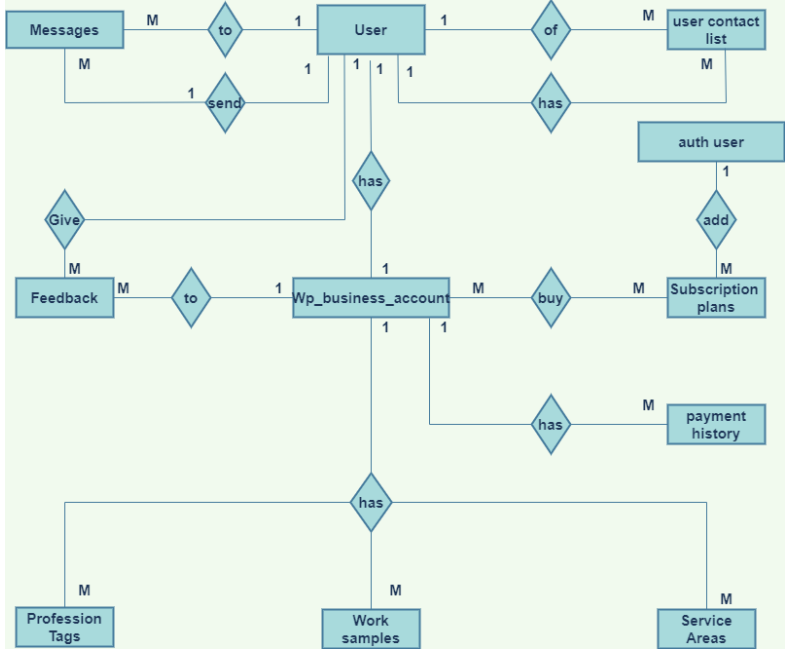 Messages
M
to
1
User
1
of
M
user contact
list
M
1
send
1
1
1
1
has
M
auth user
1
has
Give
add
M
1
M
Feedback
M
to
1
Wp_business_account
M
buy
M
Subscription
plans
1
1
has
M
payment
history
has
M
M
M
Profession
Tags
Work
samples
Service
Areas